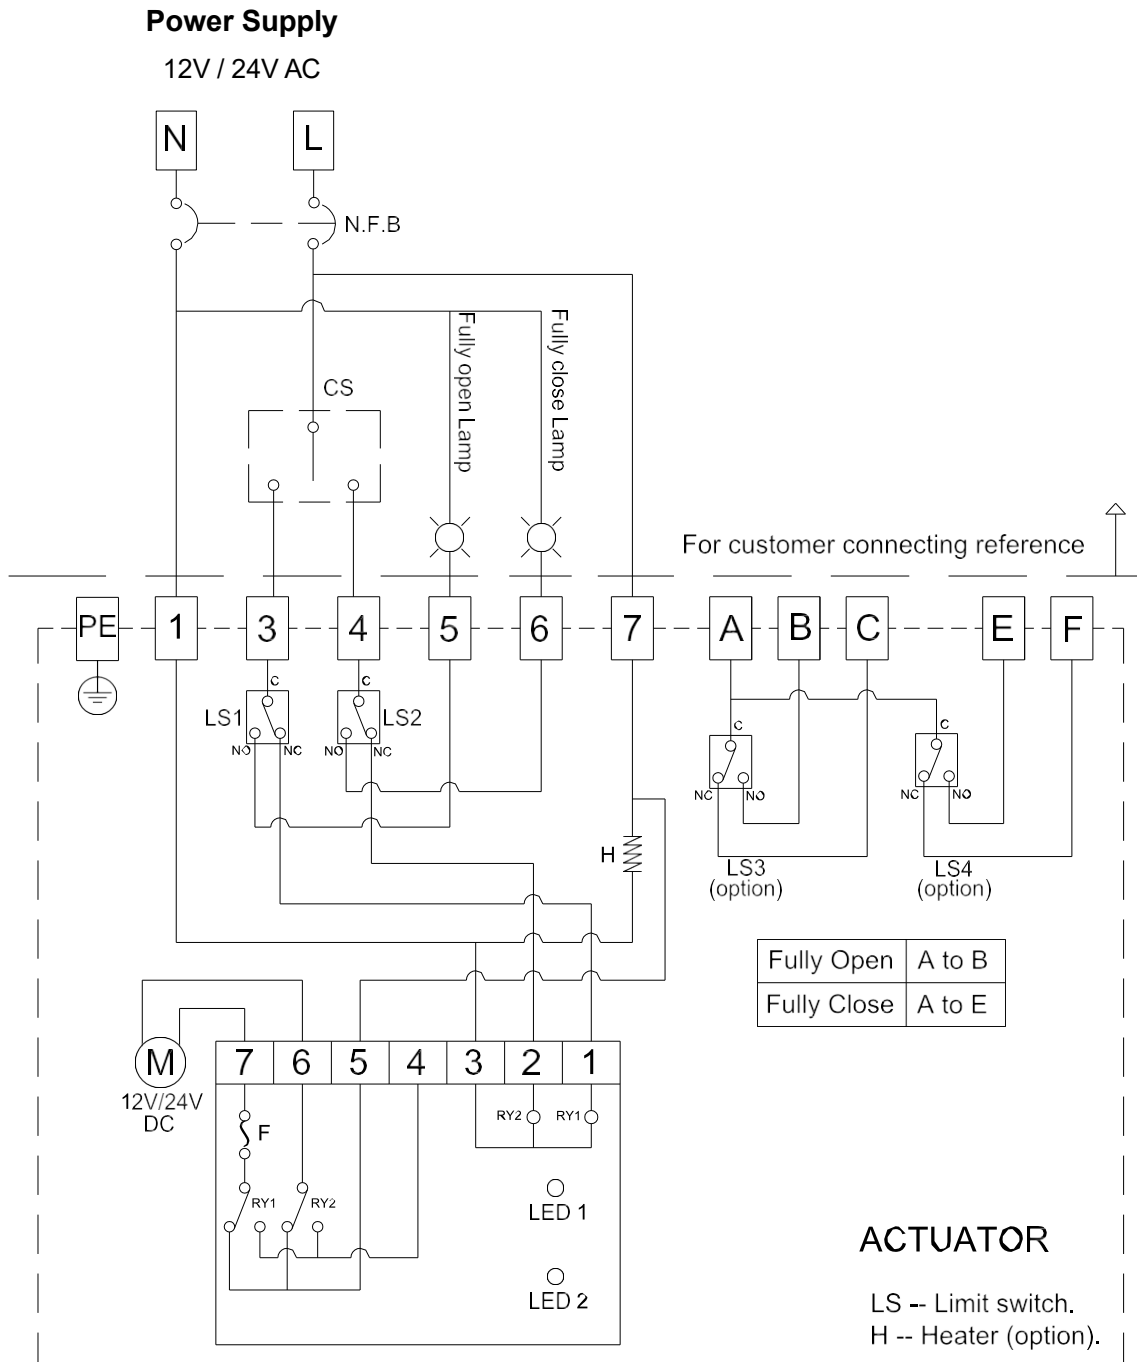 Power Supply
12V / 24V AC
N L
N.F.B
CS
Fully open Lamp
Fully close Lamp
For customer connecting reference
PE 1 3 4 5 6 7 A B C E F
C C
LS1 LS2
NO NC NO NC
C C
NC NO NC NO
H
LS3
(option)
LS4
(option)
Fully Open A to B
Fully Close A to E
M
12V/24V
DC
7 6 5 4 3 2 1
RY2 RY1
F
RY1 RY2
LED 1
LED 2
ACTUATOR
LS -- Limit switch.
H -- Heater (option).